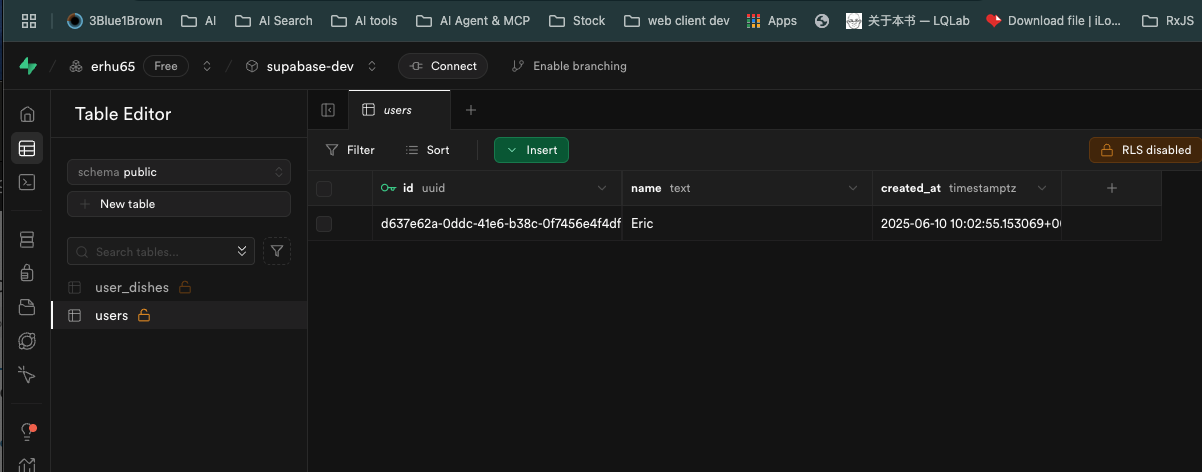 3Blue1Brown AI AI Search AI tools AI Agent & MCP Stock web client dev Apps 关于本书 — LQLab Download file | iLo... RxJS
erhu65 Free supabase-dev Connect Enable branching
Table Editor
users
Filter Sort Insert RLS disabled
schema public
id uuid name text created_at timestamptz
New table
d637e62a-0ddc-41e6-b38c-0f7456e4f4df Eric 2025-06-10 10:02:55.153069+0
Search tables...
user_dishes
users